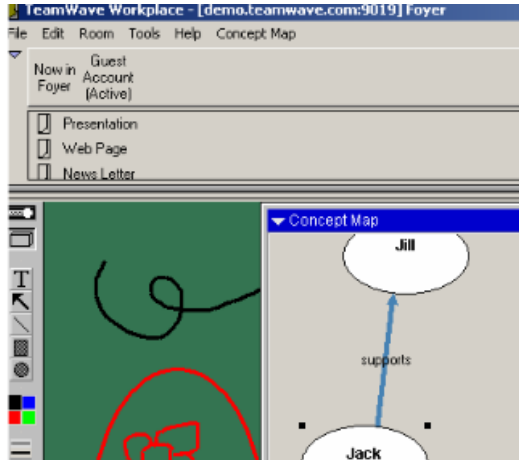 TeamWave Workplace - [demo.teamwave.com:9019] Foyer
File Edit Room Tools Help Concept Map
Now in Foyer
Guest Account (Active)
Presentation
Web Page
News Letter
Concept Map
Jill
supports
Jack
T